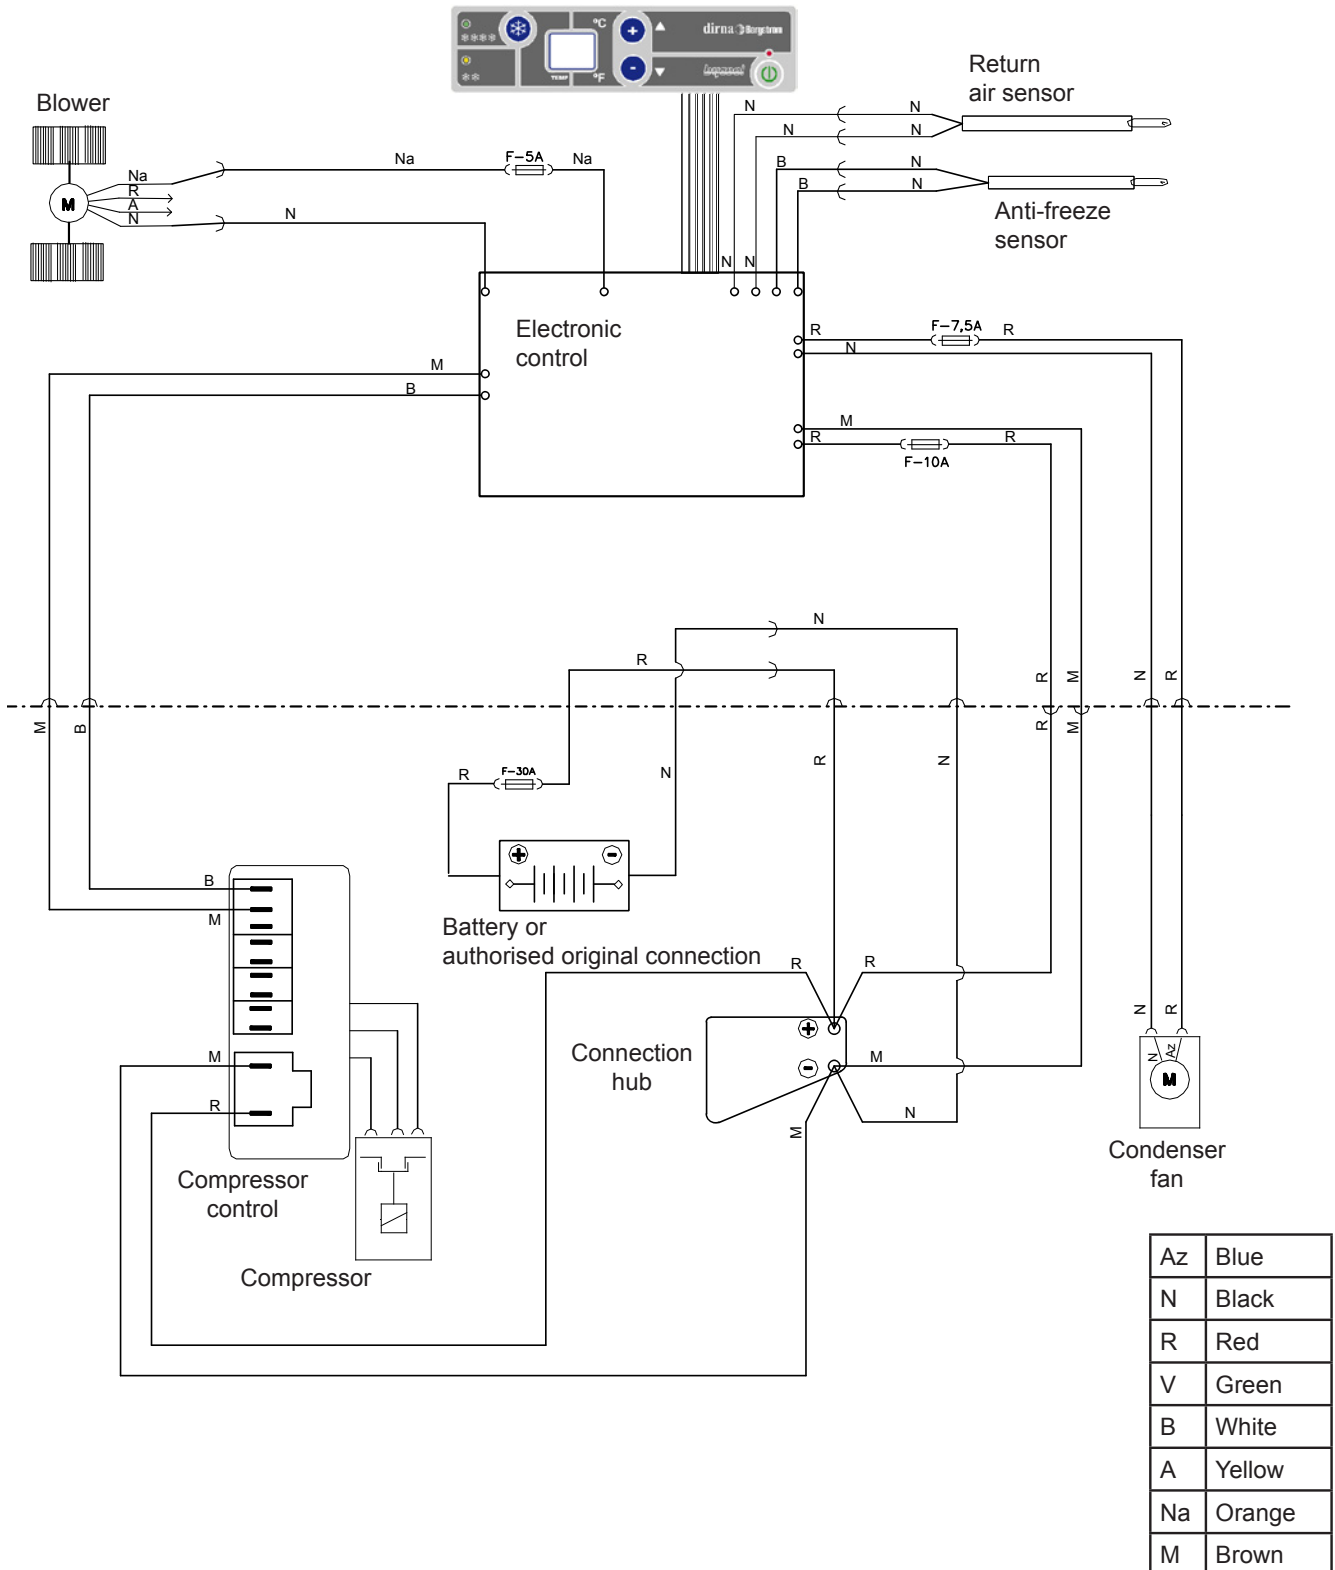 °C
+
dirna Bergstrom
TEMP
°F
-
Return
air sensor
Blower
N
N
N
N
Na
Na
F-5A
Na
R
A
N
N
M
B
N
B
N
Anti-freeze
sensor
N
N
Electronic
control
R
F-7,5A
R
N
M
B
M
R
R
F-10A
N
R
R
M
N
R
M
B
R
M
R
F-30A
N
R
N
+
-
Battery or
authorised original connection
B
M
R
R
N
R
Connection
hub
+
-
M
N
Az
M
M
R
M
N
Condenser
fan
Compressor
control
Compressor
Az Blue
N Black
R Red
V Green
B White
A Yellow
Na Orange
M Brown